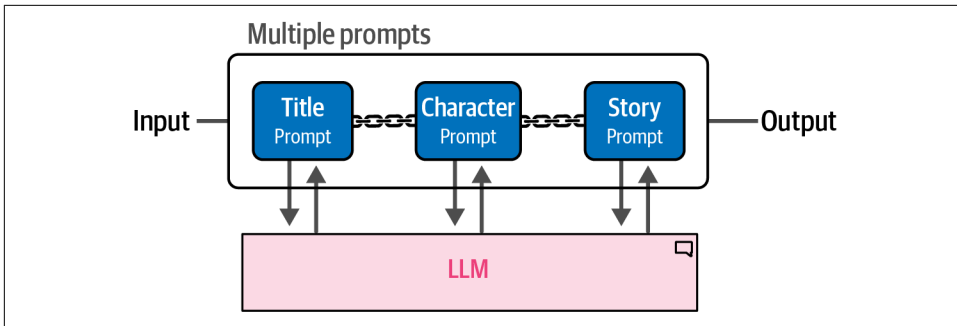 Multiple prompts
Input
Title
Prompt
Character
Prompt
Story
Prompt
Output
LLM